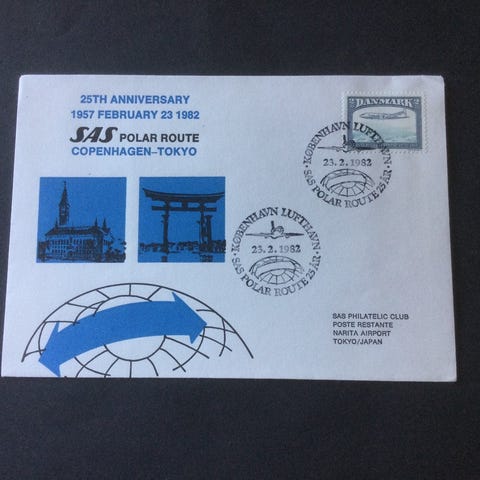 25TH ANNIVERSARY
1957 FEBRUARY 23 1982
SAS POLAR ROUTE
COPENHAGEN–TOKYO
2 DANMARK 2
KØBENHAVN LUFTHAVN
23.2.1982
SAS POLAR ROUTE 25 ÅR
KØBENHAVN LUFTHAVN
23.2.1982
SAS POLAR ROUTE 25 ÅR
SAS PHILATELIC CLUB
POSTE RESTANTE
NARITA AIRPORT
TOKYO/JAPAN